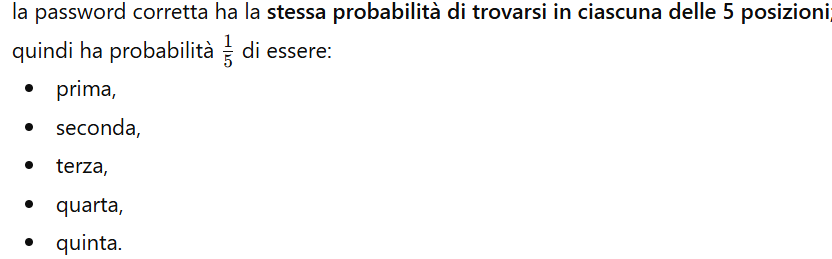 la password corretta ha la stessa probabilità di trovarsi in ciascuna delle 5 posizioni;
quindi ha probabilità 1/5 di essere:
• prima,
• seconda,
• terza,
• quarta,
• quinta.